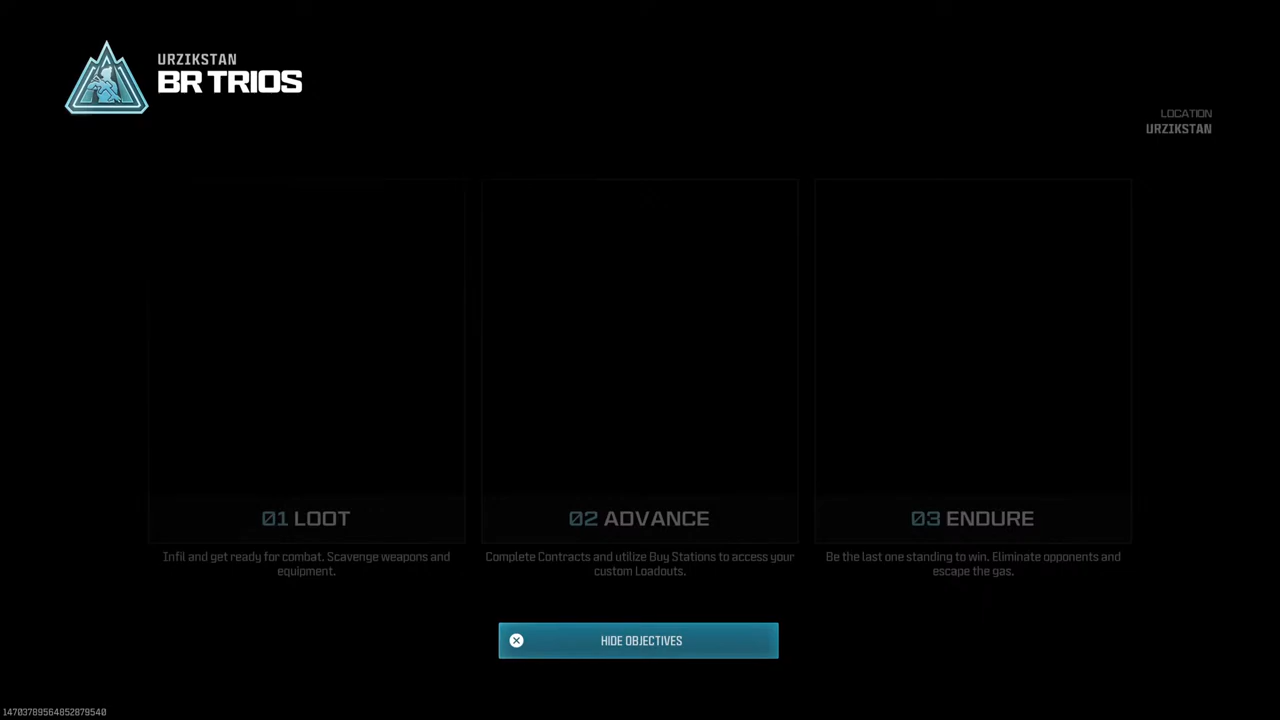 URZIKSTAN
BR TRIOS
LOCATION
URZIKSTAN
01 LOOT
Infil and get ready for combat. Scavenge weapons and
equipment.
02 ADVANCE
Complete Contracts and utilize Buy Stations to access your
custom Loadouts.
03 ENDURE
Be the last one standing to win. Eliminate opponents and
escape the gas.
HIDE OBJECTIVES
14703789564852879540